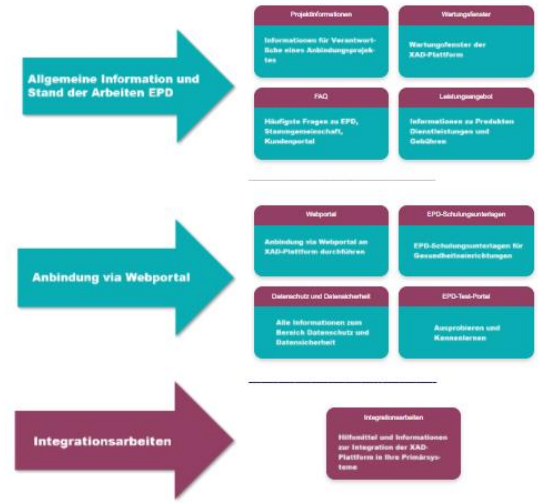 Allgemeine Information und
Stand der Arbeiten EPD
Projektinformationen
Informationen für Verantwort-
liche eines Anbindungsprojek-
tes
Wartungsfenster
Wartungsfenster der
XAD-Plattform
FAQ
Häufigste Fragen zu EPD,
Stammgemeinschaft,
Kundenportal
Leistungsangebot
Informationen zu Produkten
Dienstleistungen und
Gebühren
Anbindung via Webportal
Webportal
Anbindung via Webportal an
XAD-Plattform durchführen
EPD-Schulungsunterlagen
EPD-Schulungsunterlagen für
Gesundheitseinrichtungen
Datenschutz und Datensicherheit
Alle Informationen zum
Bereich Datenschutz und
Datensicherheit
EPD-Test-Portal
Ausprobieren und
Kennenlernen
Integrationsarbeiten
Integrationsarbeiten
Hilfsmittel und Informationen
zur Integration der XAD-
Plattform in Ihre Primärsys-
teme